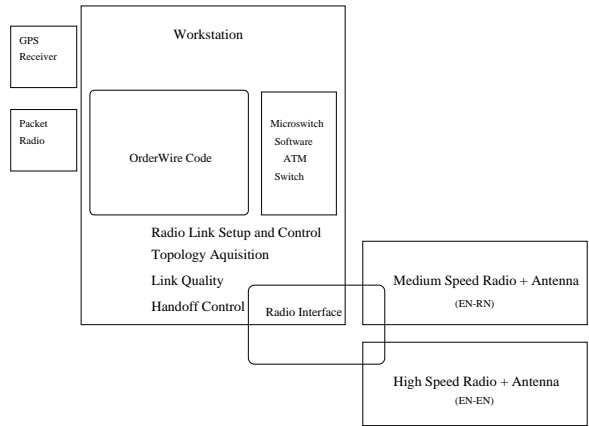 GPS
Receiver
Workstation
Packet
Radio
OrderWire Code
Microswitch
Software
ATM
Switch
Radio Link Setup and Control
Topology Aquisition
Link Quality
Handoff Control
Radio Interface
Medium Speed Radio + Antenna
(EN-RN)
High Speed Radio + Antenna
(EN-EN)